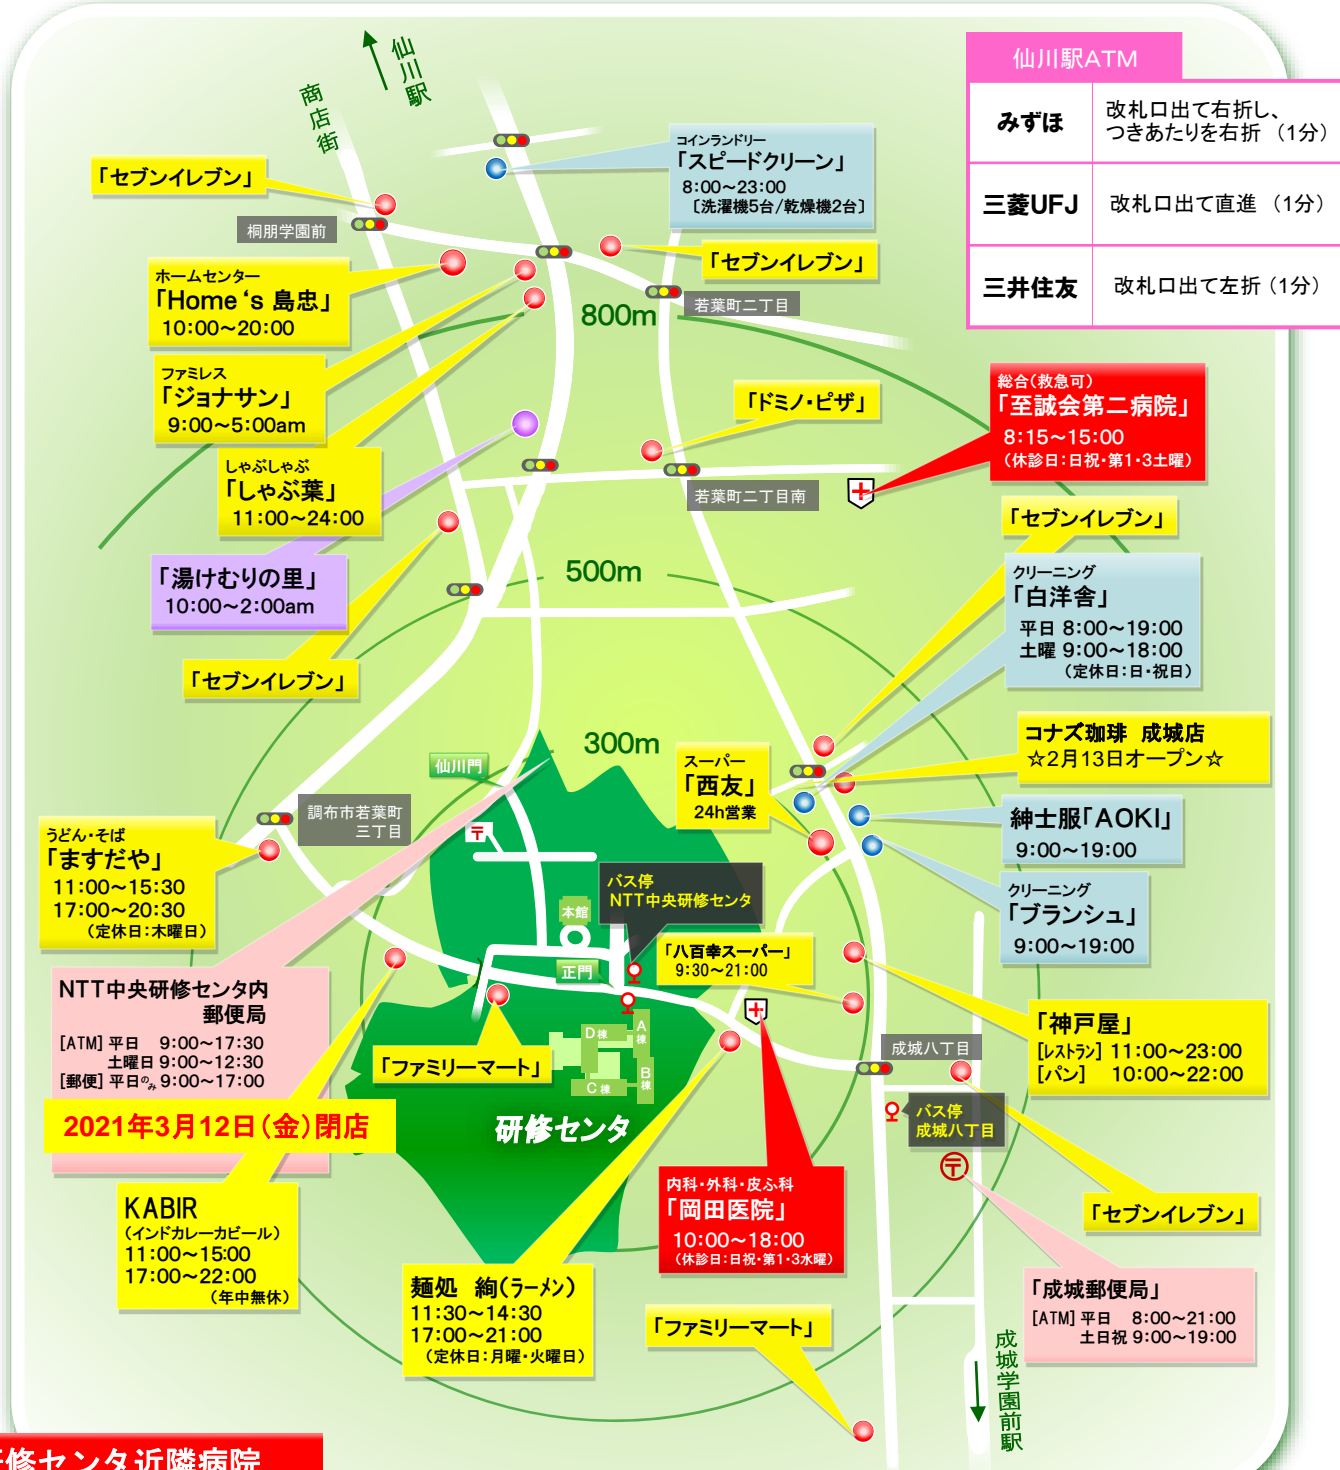 仙川駅
商店街
仙川駅ATM
みずほ
改札口出て右折し、
つきあたりを右折 （1分）
三菱UFJ
改札口出て直進 （1分）
三井住友
改札口出て左折（1分）
コインランドリー
「スピードクリーン」
8:00～23:00
［洗濯機5台/乾燥機2台］
「セブンイレブン」
桐朋学園前
「セブンイレブン」
ホームセンター
「Home‘s 島忠」
10:00～20:00
若葉町二丁目
800m
ファミレス
「ジョナサン」
9:00～5:00am
「ドミノ・ピザ」
総合（救急可）
「至誠会第二病院」
8:15～15:00
（休診日:日祝・第1・3土曜）
しゃぶしゃぶ
「しゃぶ葉」
11:00～24:00
若葉町二丁目南
「セブンイレブン」
「湯けむりの里」
10:00～2:00am
500m
クリーニング
「白洋舎」
平日 8:00～19:00
土曜 9:00～18:00
（定休日:日・祝日）
「セブンイレブン」
コナズ珈琲 成城店
☆2月13日オープン☆
300m
スーパー
「西友」
24h営業
仙川門
調布市若葉町
三丁目
〒
紳士服「AOKI」
9:00～19:00
うどん・そば
「ますだや」
11:00～15:30
17:00～20:30
（定休日:木曜日）
バス停
NTT中央研修センタ
クリーニング
「ブランシュ」
9:00～19:00
本館
「八百幸スーパー」
9:30～21:00
正門
NTT中央研修センタ内
郵便局
[ATM] 平日 9:00～17:30
土曜日 9:00～12:30
[郵便] 平日のみ 9:00～17:00
2021年3月12日（金）閉店
「神戸屋」
[レストラン] 11:00～23:00
[パン] 10:00～22:00
A棟
D棟
B棟
C棟
「ファミリーマート」
成城八丁目
研修センタ
バス停
成城八丁目
〒
KABIR
（インドカレーカビール）
11:00～15:00
17:00～22:00
（年中無休）
内科・外科・皮ふ科
「岡田医院」
10:00～18:00
（休診日:日祝・第1・3水曜）
「セブンイレブン」
麺処 絢（ラーメン）
11:30～14:30
17:00～21:00
（定休日:月曜・火曜日）
「成城郵便局」
[ATM] 平日 8:00～21:00
土日祝 9:00～19:00
「ファミリーマート」
成城学園前駅
修センタ近隣病院